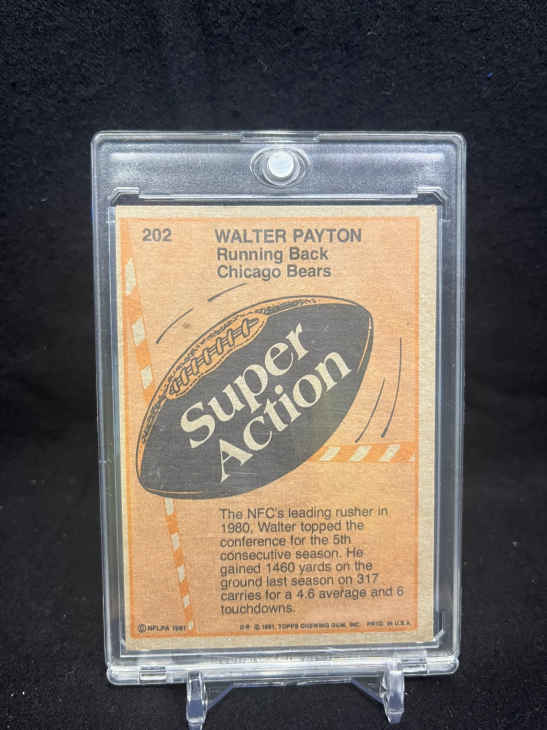 202
WALTER PAYTON
Running Back
Chicago Bears
Super
Action
The NFC's leading rusher in
1980, Walter topped the
conference for the 5th
consecutive season. He
gained 1460 yards on the
ground last season on 317
carries for a 4.6 average and 6
touchdowns.
© NFLPA 1981
© 1981, TOPPS CHEWING GUM, INC. PRTD. IN U.S.A.